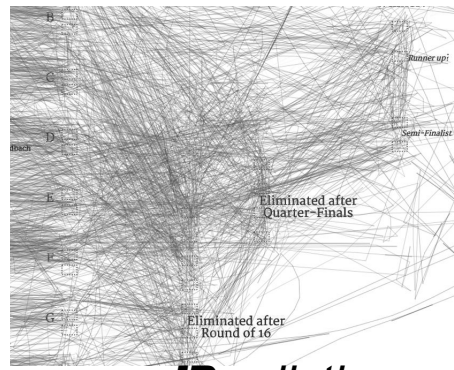 B
Runner up!
C
D
Semi-Finalist
dbach
E
Eliminated after
Quarter-Finals
F
G
Eliminated after
Round of 16